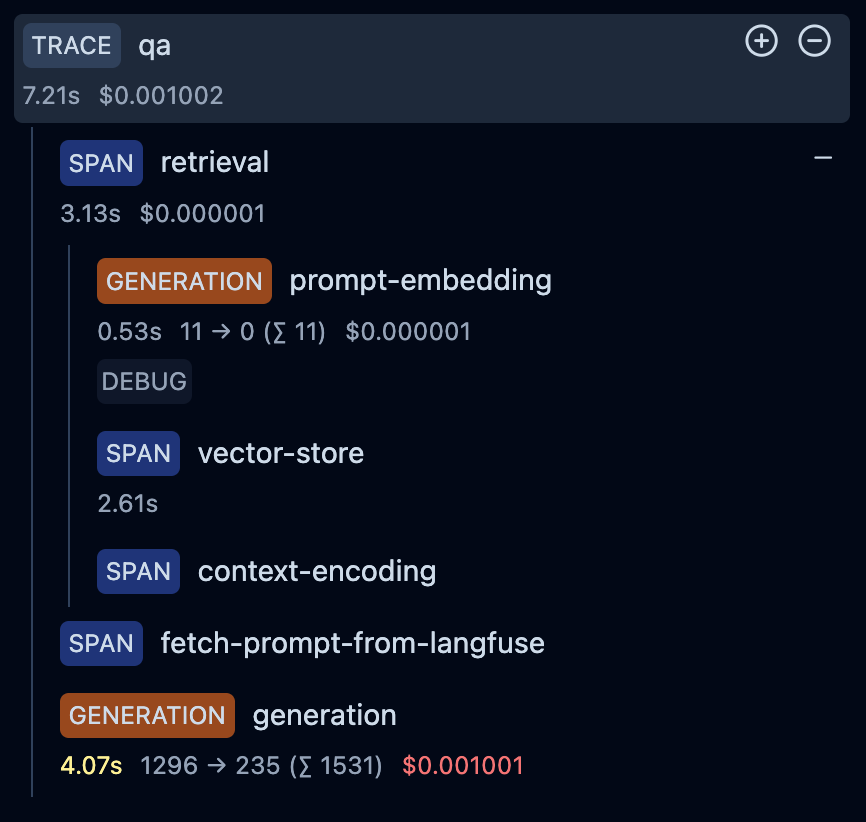 TRACE qa
7.21s $0.001002
SPAN retrieval
3.13s $0.000001
GENERATION prompt-embedding
0.53s 11 → 0 (∑ 11) $0.000001
DEBUG
SPAN vector-store
2.61s
SPAN context-encoding
SPAN fetch-prompt-from-langfuse
GENERATION generation
4.07s 1296 → 235 (∑ 1531) $0.001001